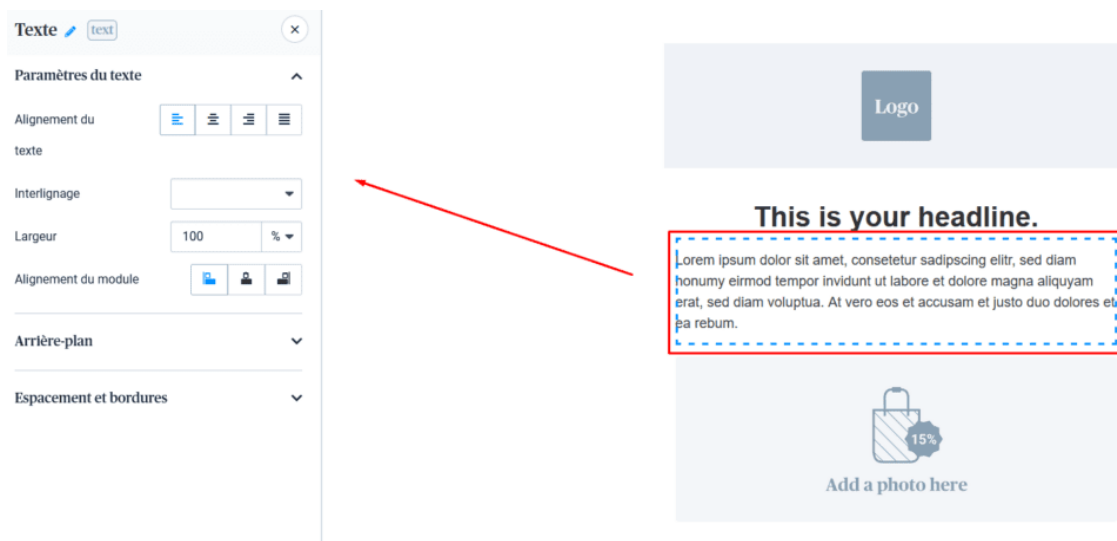 Texte text
Paramètres du texte
Alignement du
texte
Interlignage
Largeur 100 %
Alignement du module
Arrière-plan
Espacement et bordures
Logo
This is your headline.
Lorem ipsum dolor sit amet, consetetur sadipscing elitr, sed diam
nonumy eirmod tempor invidunt ut labore et dolore magna aliquyam
erat, sed diam voluptua. At vero eos et accusam et justo duo dolores et
ea rebum.
15%
Add a photo here